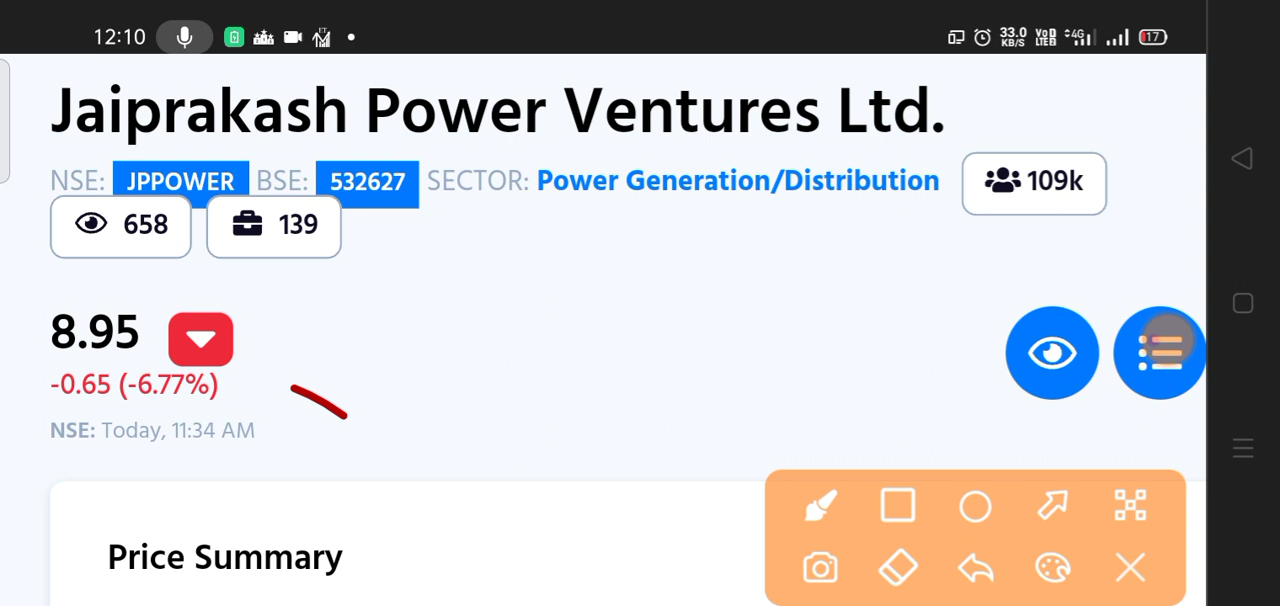 12:10 33.0 KB/S VoD LTE 4G 17
Jaiprakash Power Ventures Ltd.
NSE: JPPOWER BSE: 532627 SECTOR: Power Generation/Distribution 109k
658 139
8.95
-0.65 (-6.77%)
NSE: Today, 11:34 AM
Price Summary